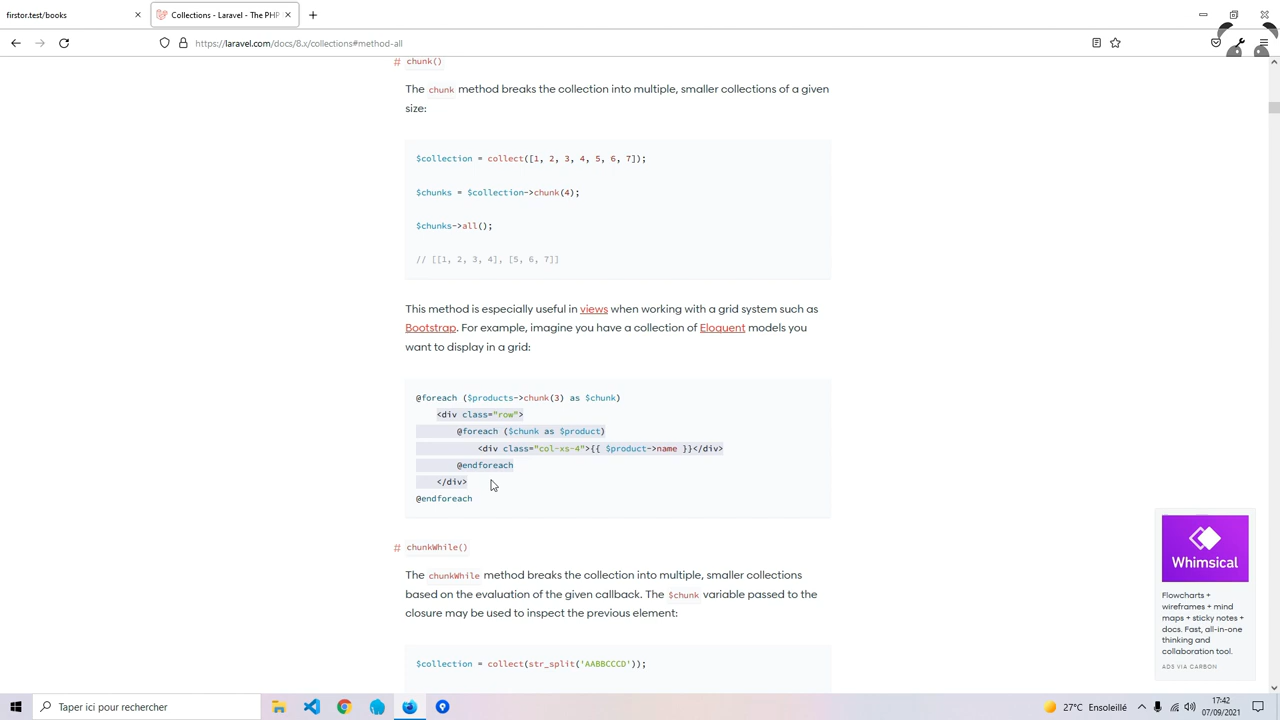 firstor.test/books
Collections - Laravel - The PHP
https://laravel.com/docs/8.x/collections#method-all
# chunk()
The chunk method breaks the collection into multiple, smaller collections of a given
size:
$collection = collect([1, 2, 3, 4, 5, 6, 7]);
$chunks = $collection->chunk(4);
$chunks->all();
// [[1, 2, 3, 4], [5, 6, 7]]
This method is especially useful in views when working with a grid system such as
Bootstrap. For example, imagine you have a collection of Eloquent models you
want to display in a grid:
@foreach ($products->chunk(3) as $chunk)
<div class="row">
@foreach ($chunk as $product)
<div class="col-xs-4">{{ $product->name }}</div>
@endforeach
</div>
@endforeach
# chunkWhile()
The chunkWhile method breaks the collection into multiple, smaller collections
based on the evaluation of the given callback. The $chunk variable passed to the
closure may be used to inspect the previous element:
$collection = collect(str_split('AABBCCCD'));
Whimsical
Flowcharts +
wireframes + mind
maps + sticky notes +
docs. Fast, all-in-one
thinking and
collaboration tool.
ADS VIA CARBON
Taper ici pour rechercher
27°C Ensoleillé
17:42
07/09/2021